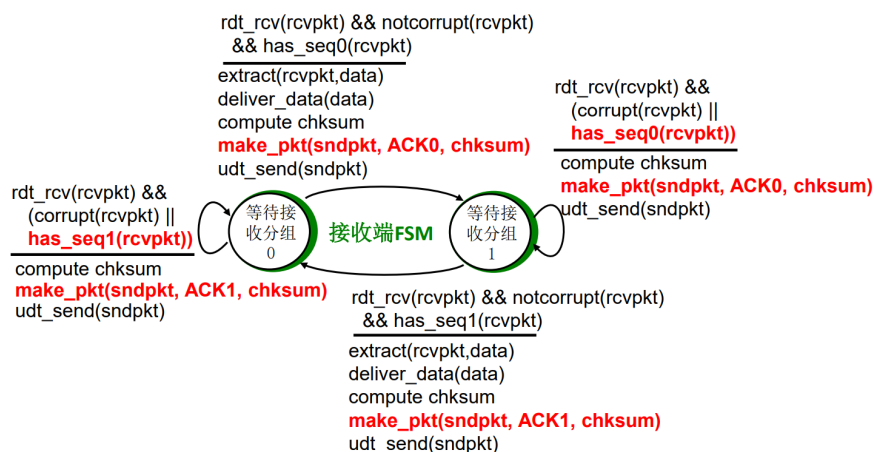 rdt_rcv(rcvpkt) && notcorrupt(rcvpkt)
&& has_seq0(rcvpkt)
extract(rcvpkt,data)
deliver_data(data)
compute chksum
make_pkt(sndpkt, ACK0, chksum)
udt_send(sndpkt)
rdt_rcv(rcvpkt) &&
(corrupt(rcvpkt) ||
has_seq0(rcvpkt))
compute chksum
make_pkt(sndpkt, ACK0, chksum)
udt_send(sndpkt)
rdt_rcv(rcvpkt) &&
(corrupt(rcvpkt) ||
has_seq1(rcvpkt))
compute chksum
make_pkt(sndpkt, ACK1, chksum)
udt_send(sndpkt)
等待接
收分组
0
接收端FSM
等待接
收分组
1
rdt_rcv(rcvpkt) && notcorrupt(rcvpkt)
&& has_seq1(rcvpkt)
extract(rcvpkt,data)
deliver_data(data)
compute chksum
make_pkt(sndpkt, ACK1, chksum)
udt_send(sndpkt)